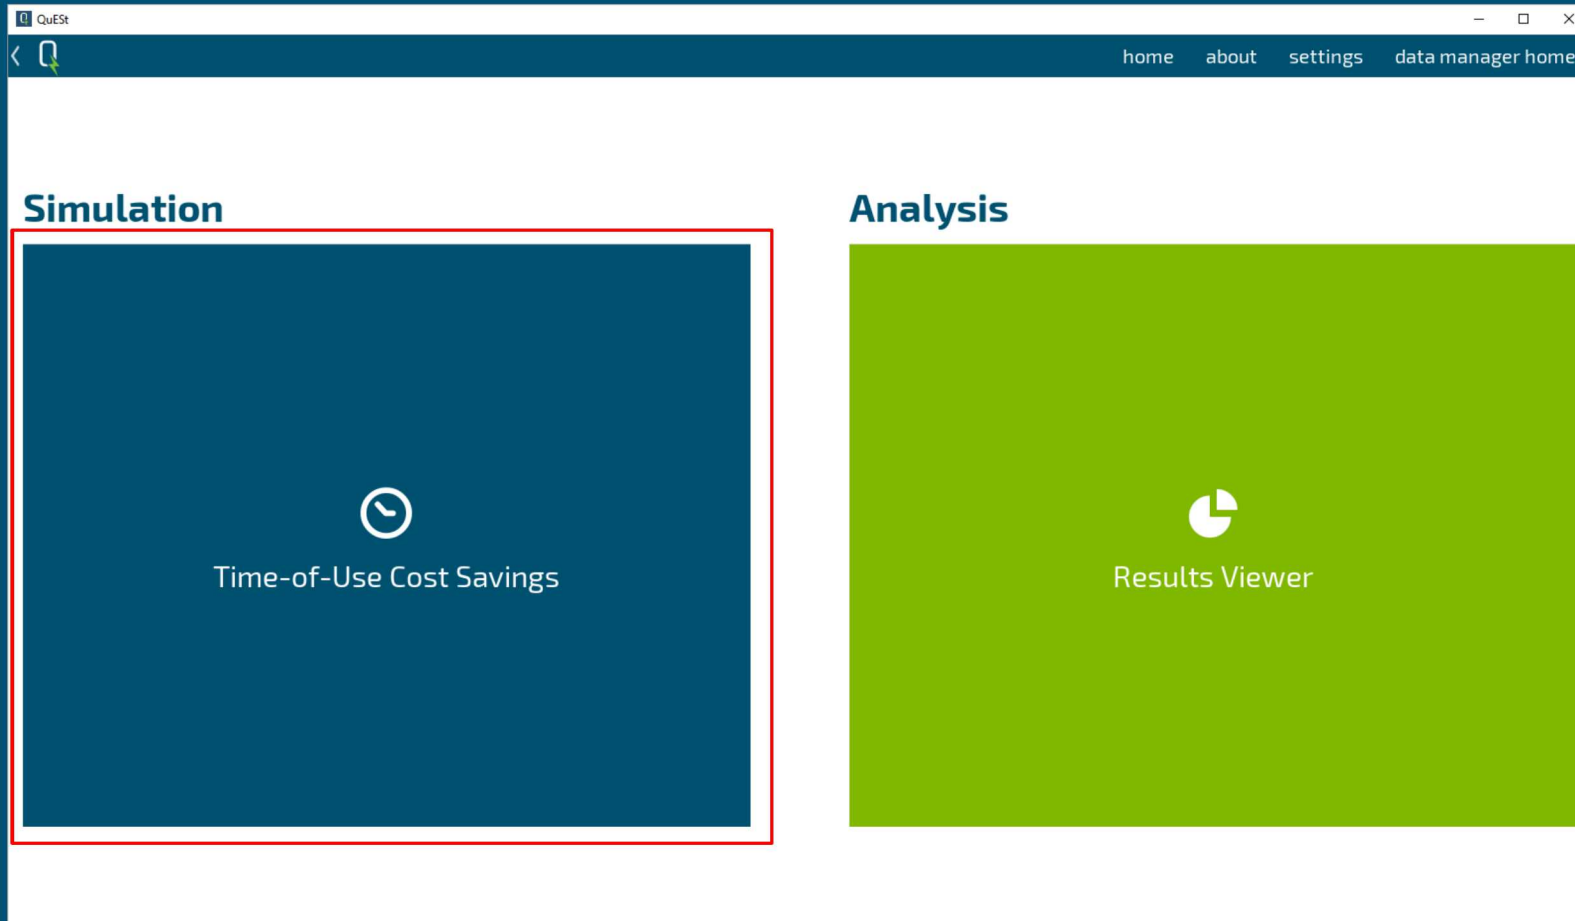 QuESt
home about settings data manager home
Simulation
Analysis
Time-of-Use Cost Savings
Results Viewer